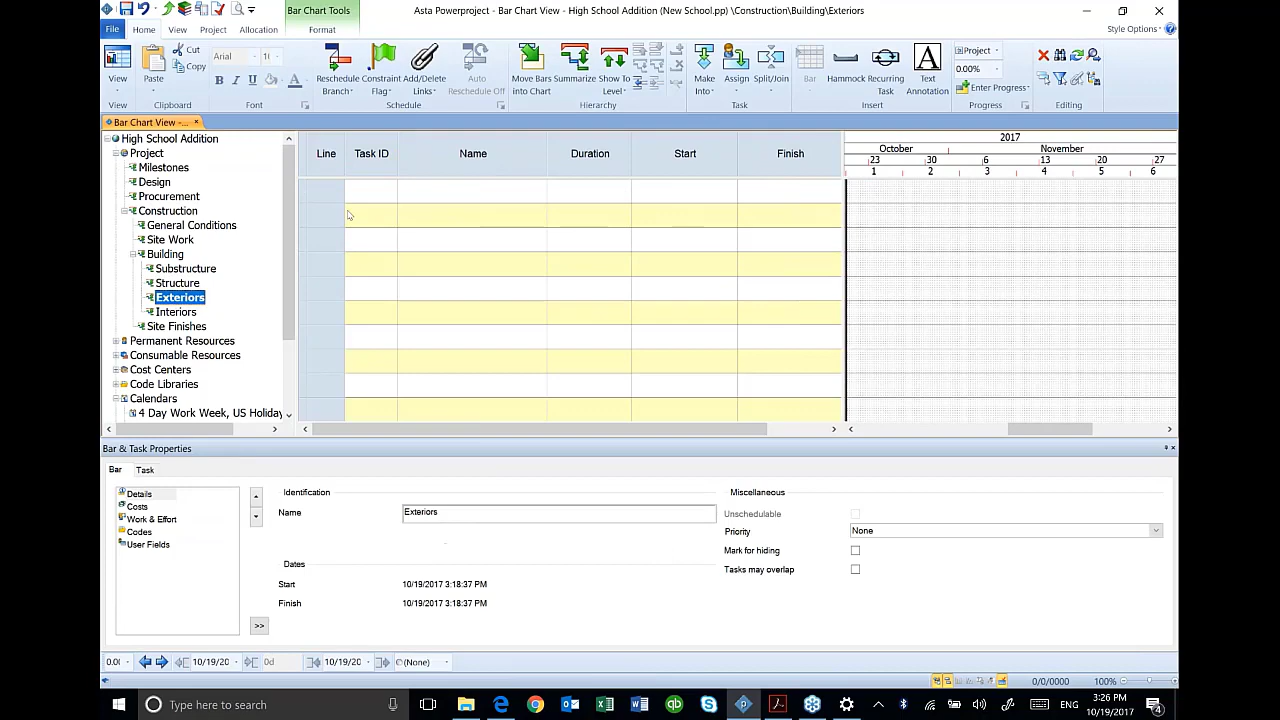 Bar Chart Tools
Asta Powerproject - Bar Chart View - High School Addition (New School.pp) \Construction\Building\Exteriors
File Home View Project Allocation Format
Style Options
View Paste Cut Copy
Arial
B I U A
Reschedule Branch Constraint Flag Add/Delete Links Auto Reschedule Off
Move Bars into Chart Summarize Show To Level
Make Into Assign Split/Join
Bar Hammock Recurring Task Text Annotation
Project
0.00%
Enter Progress
View Clipboard Font Schedule Hierarchy Task Insert Progress Editing
Bar Chart View -...
High School Addition
Project
Milestones
Design
Procurement
Construction
General Conditions
Site Work
Building
Substructure
Structure
Exteriors
Interiors
Site Finishes
Permanent Resources
Consumable Resources
Cost Centers
Code Libraries
Calendars
4 Day Work Week, US Holiday
Line Task ID Name Duration Start Finish
2017
October November
23 30 6 13 20 27
1 2 3 4 5 6
Bar & Task Properties
Bar Task
Details
Costs
Work & Effort
Codes
User Fields
Identification
Name Exteriors
Dates
Start 10/19/2017 3:18:37 PM
Finish 10/19/2017 3:18:37 PM
>>
Miscellaneous
Unschedulable
Priority None
Mark for hiding
Tasks may overlap
0.0( 10/19/20 0d 10/19/20 (None)
0/0/0000 100%
Type here to search
ENG
3:26 PM
10/19/2017
4